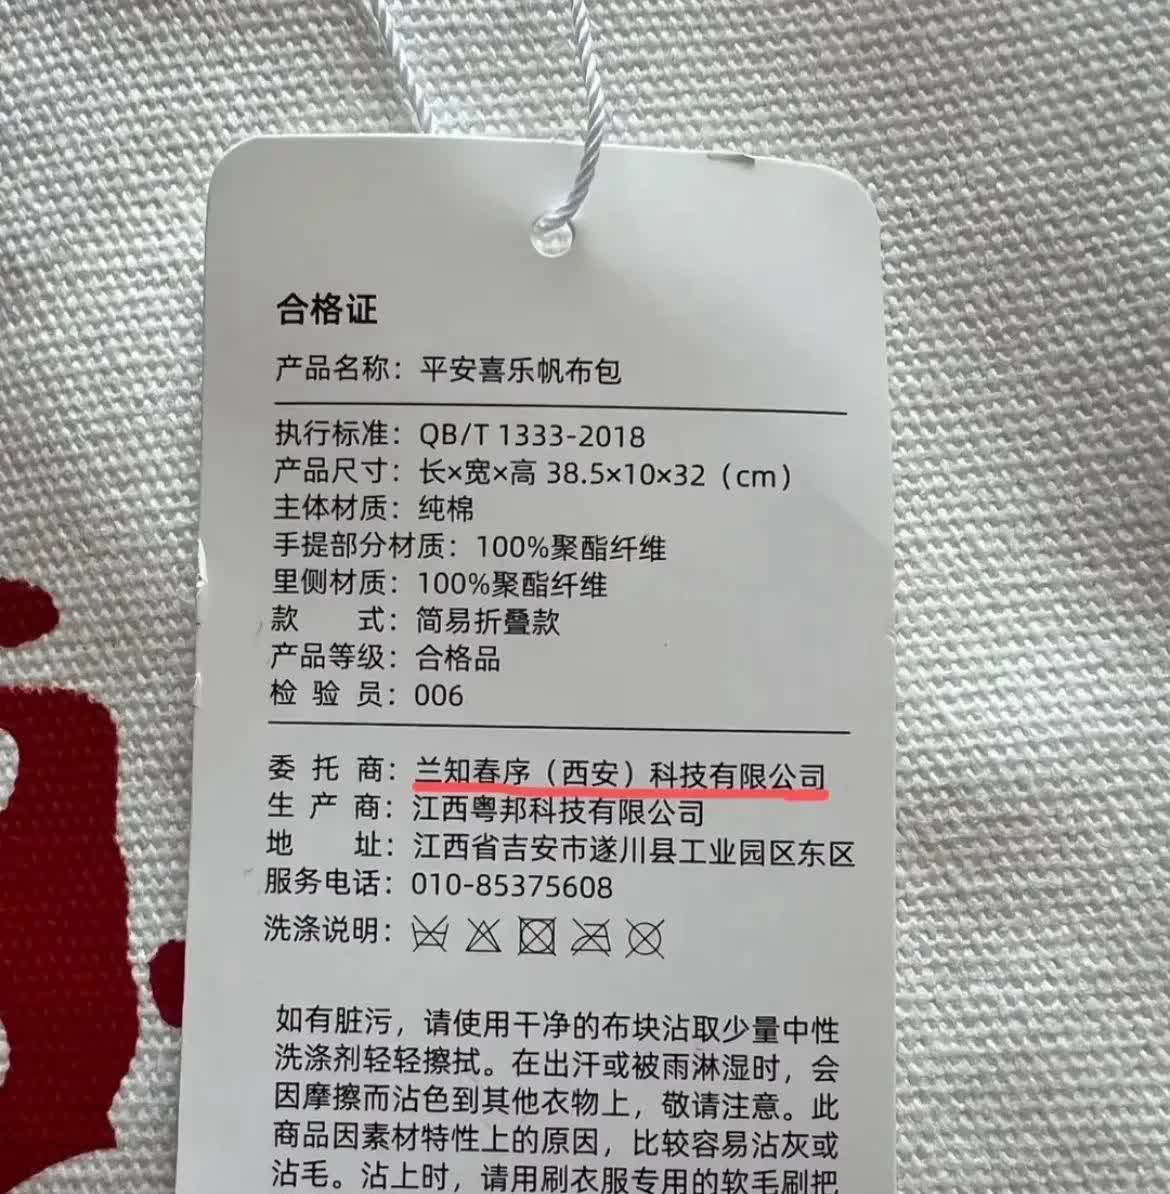 合格证
产品名称：平安喜乐帆布包
执行标准：QB/T 1333-2018
产品尺寸：长×宽×高 38.5×10×32（cm）
主体材质：纯棉
手提部分材质：100%聚酯纤维
里侧材质：100%聚酯纤维
款 式：简易折叠款
产品等级：合格品
检 验 员：006
委 托 商：兰知春序（西安）科技有限公司
生 产 商：江西粤邦科技有限公司
地 址：江西省吉安市遂川县工业园区东区
服务电话：010-85375608
洗涤说明：
如有脏污，请使用干净的布块沾取少量中性
洗涤剂轻轻擦拭。在出汗或被雨淋湿时，会
因摩擦而沾色到其他衣物上，敬请注意。此
商品因素材特性上的原因，比较容易沾灰或
沾毛。沾上时，请用刷衣服专用的软毛刷把